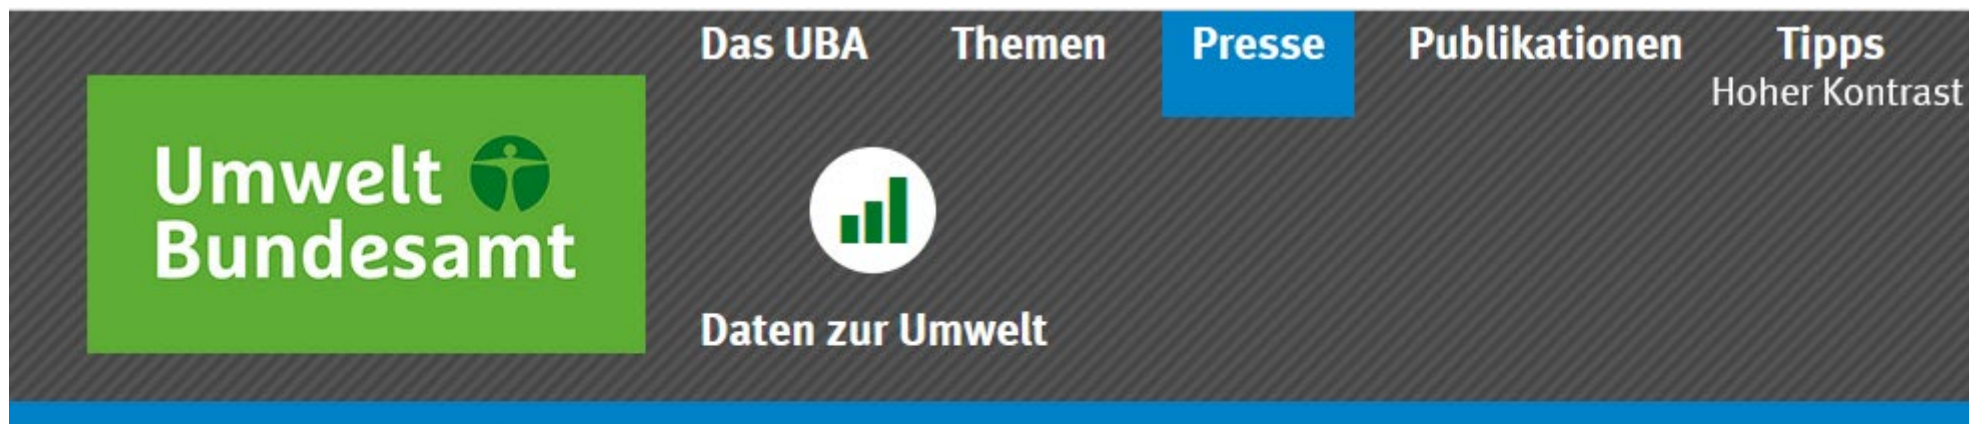 Das UBA Themen Presse Publikationen Tipps
Hoher Kontrast
Umwelt
Bundesamt
Daten zur Umwelt